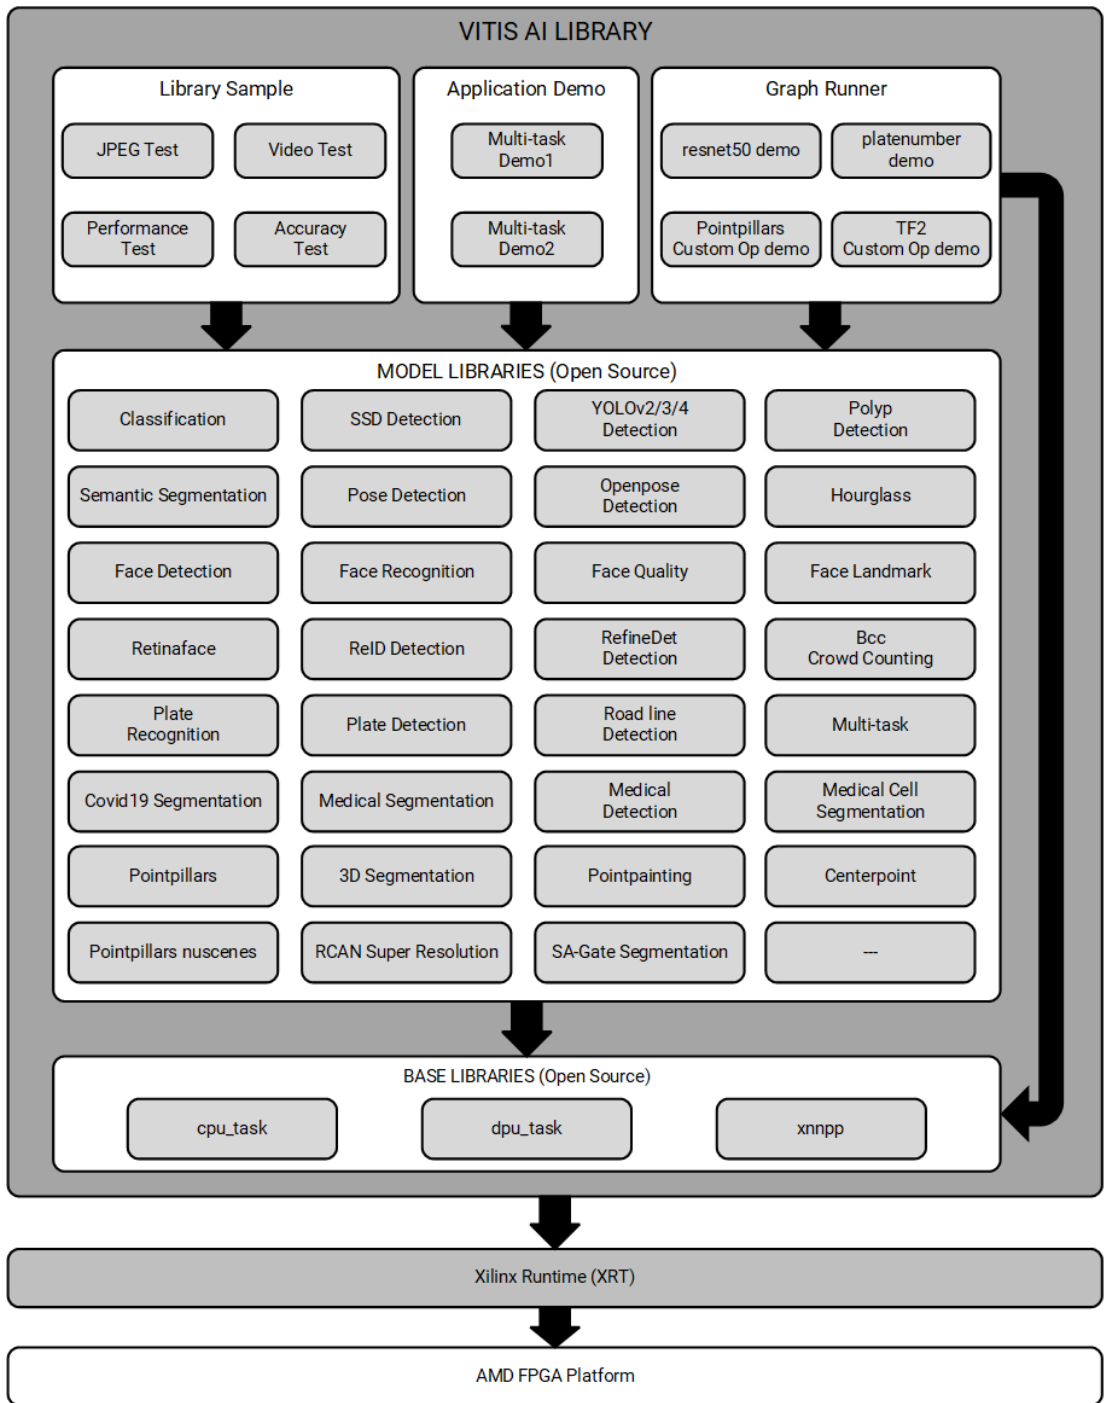 VITIS AI LIBRARY
Library Sample
JPEG Test
Video Test
Performance
Test
Accuracy
Test
Application Demo
Multi-task
Demo1
Multi-task
Demo2
Graph Runner
resnet50 demo
platenumber
demo
Pointpillars
Custom Op demo
TF2
Custom Op demo
MODEL LIBRARIES (Open Source)
Classification
SSD Detection
YOLOv2/3/4
Detection
Polyp
Detection
Semantic Segmentation
Pose Detection
Openpose
Detection
Hourglass
Face Detection
Face Recognition
Face Quality
Face Landmark
Retinaface
ReID Detection
RefineDet
Detection
Bcc
Crowd Counting
Plate
Recognition
Plate Detection
Road line
Detection
Multi-task
Covid19 Segmentation
Medical Segmentation
Medical
Detection
Medical Cell
Segmentation
Pointpillars
3D Segmentation
Pointpainting
Centerpoint
Pointpillars nuscenes
RCAN Super Resolution
SA-Gate Segmentation
---
BASE LIBRARIES (Open Source)
cpu_task
dpu_task
xnnpp
Xilinx Runtime (XRT)
AMD FPGA Platform